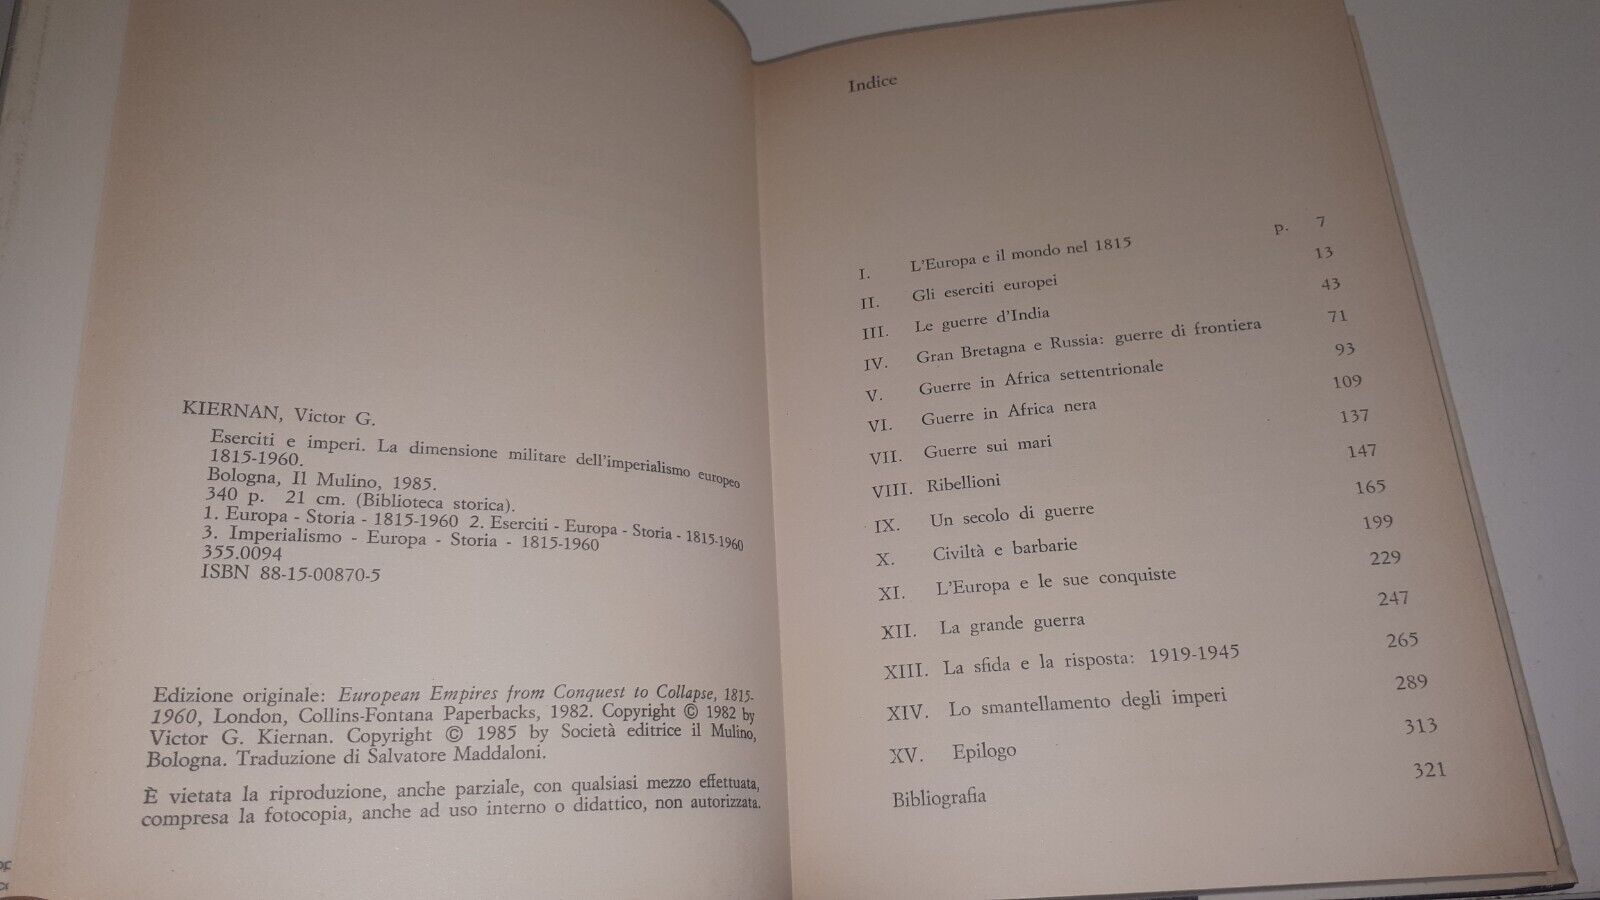 KIERNAN, Victor G.
Eserciti e imperi. La dimensione militare dell'imperialismo europeo
1815-1960.
Bologna, Il Mulino, 1985.
340 p. 21 cm. (Biblioteca storica).
1. Europa - Storia - 1815-1960 2. Eserciti - Europa - Storia - 1815-1960
3. Imperialismo - Europa - Storia - 1815-1960
355.0094
ISBN 88-15-00870-5
Edizione originale: European Empires from Conquest to Collapse, 1815-
1960, London, Collins-Fontana Paperbacks, 1982. Copyright © 1982 by
Victor G. Kiernan. Copyright © 1985 by Società editrice il Mulino,
Bologna. Traduzione di Salvatore Maddaloni.
È vietata la riproduzione, anche parziale, con qualsiasi mezzo effettuata,
compresa la fotocopia, anche ad uso interno o didattico, non autorizzata.
Indice
I. L'Europa e il mondo nel 1815 p. 7
II. Gli eserciti europei 13
III. Le guerre d'India 43
IV. Gran Bretagna e Russia: guerre di frontiera 71
V. Guerre in Africa settentrionale 93
VI. Guerre in Africa nera 109
VII. Guerre sui mari 137
VIII. Ribellioni 147
IX. Un secolo di guerre 165
X. Civiltà e barbarie 199
XI. L'Europa e le sue conquiste 229
XII. La grande guerra 247
XIII. La sfida e la risposta: 1919-1945 265
XIV. Lo smantellamento degli imperi 289
XV. Epilogo 313
Bibliografia 321